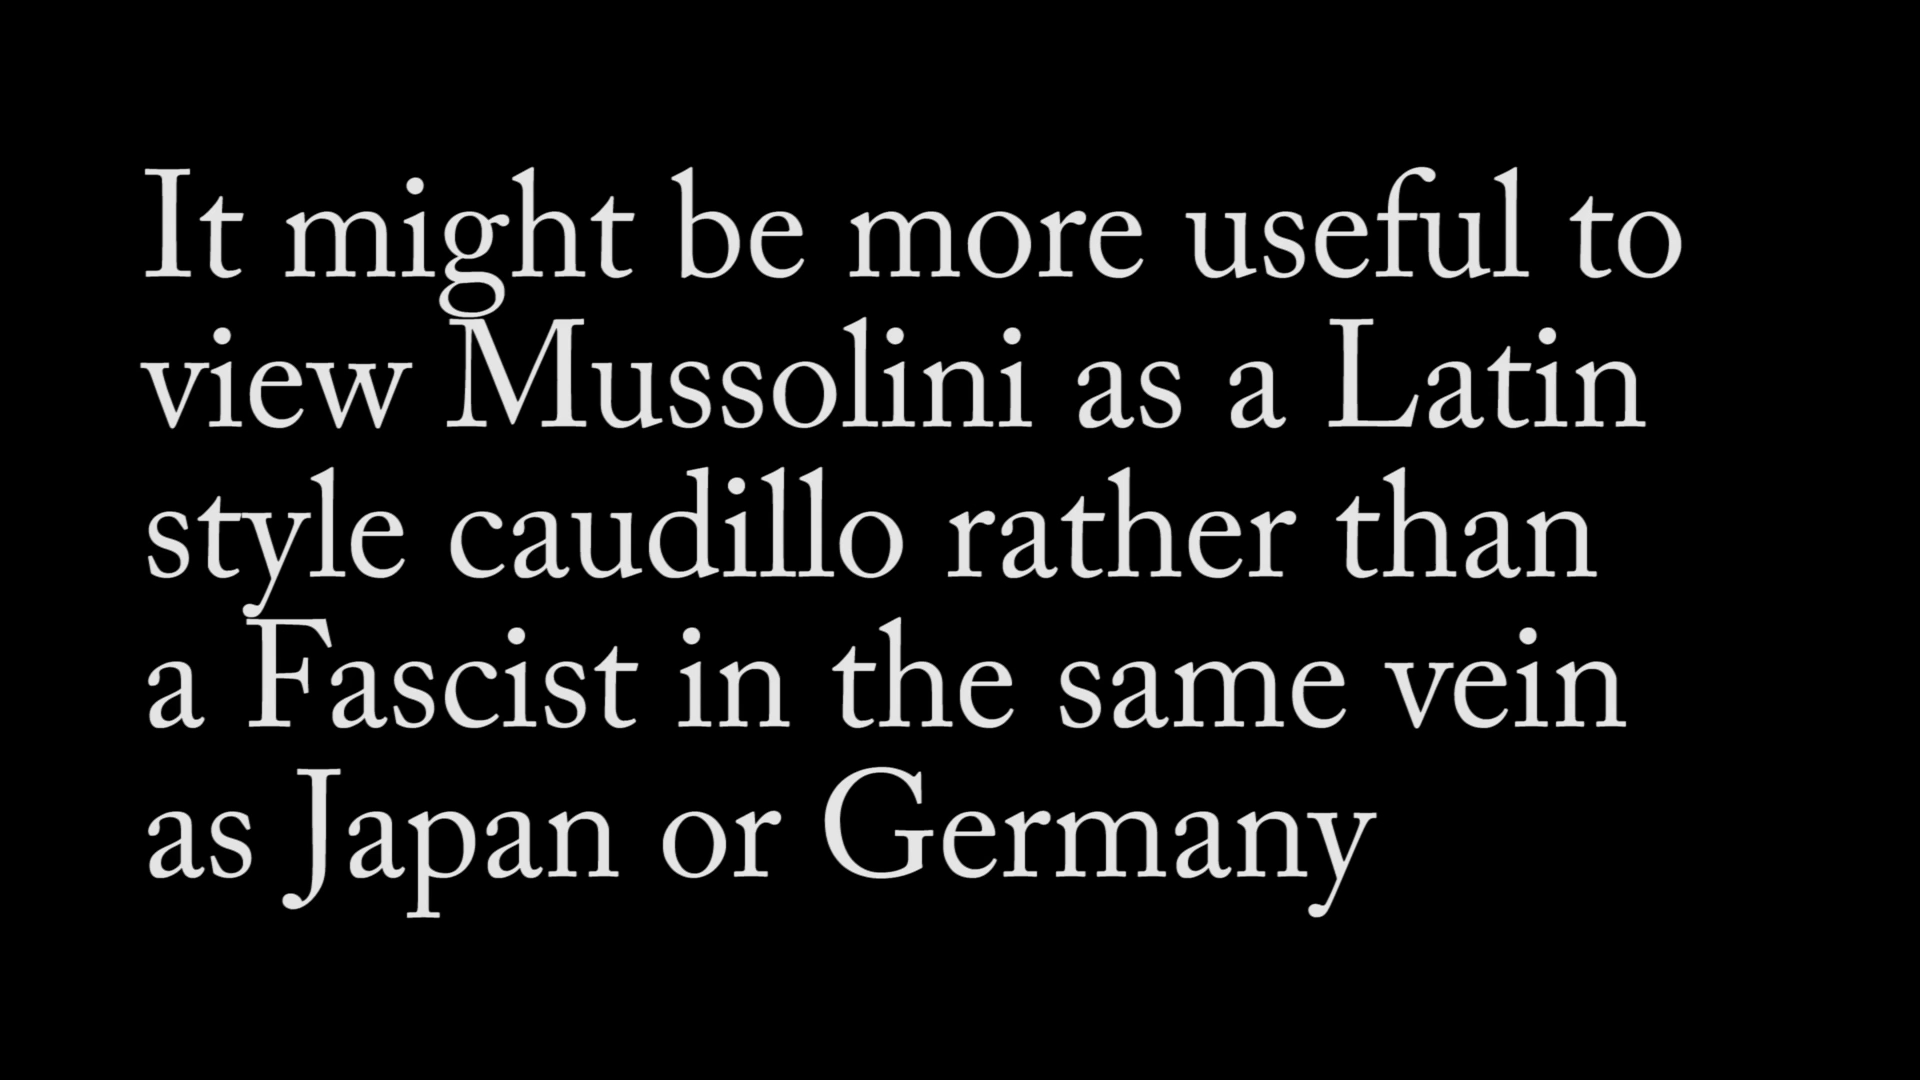 It might be more useful to
view Mussolini as a Latin
style caudillo rather than
a Fascist in the same vein
as Japan or Germany